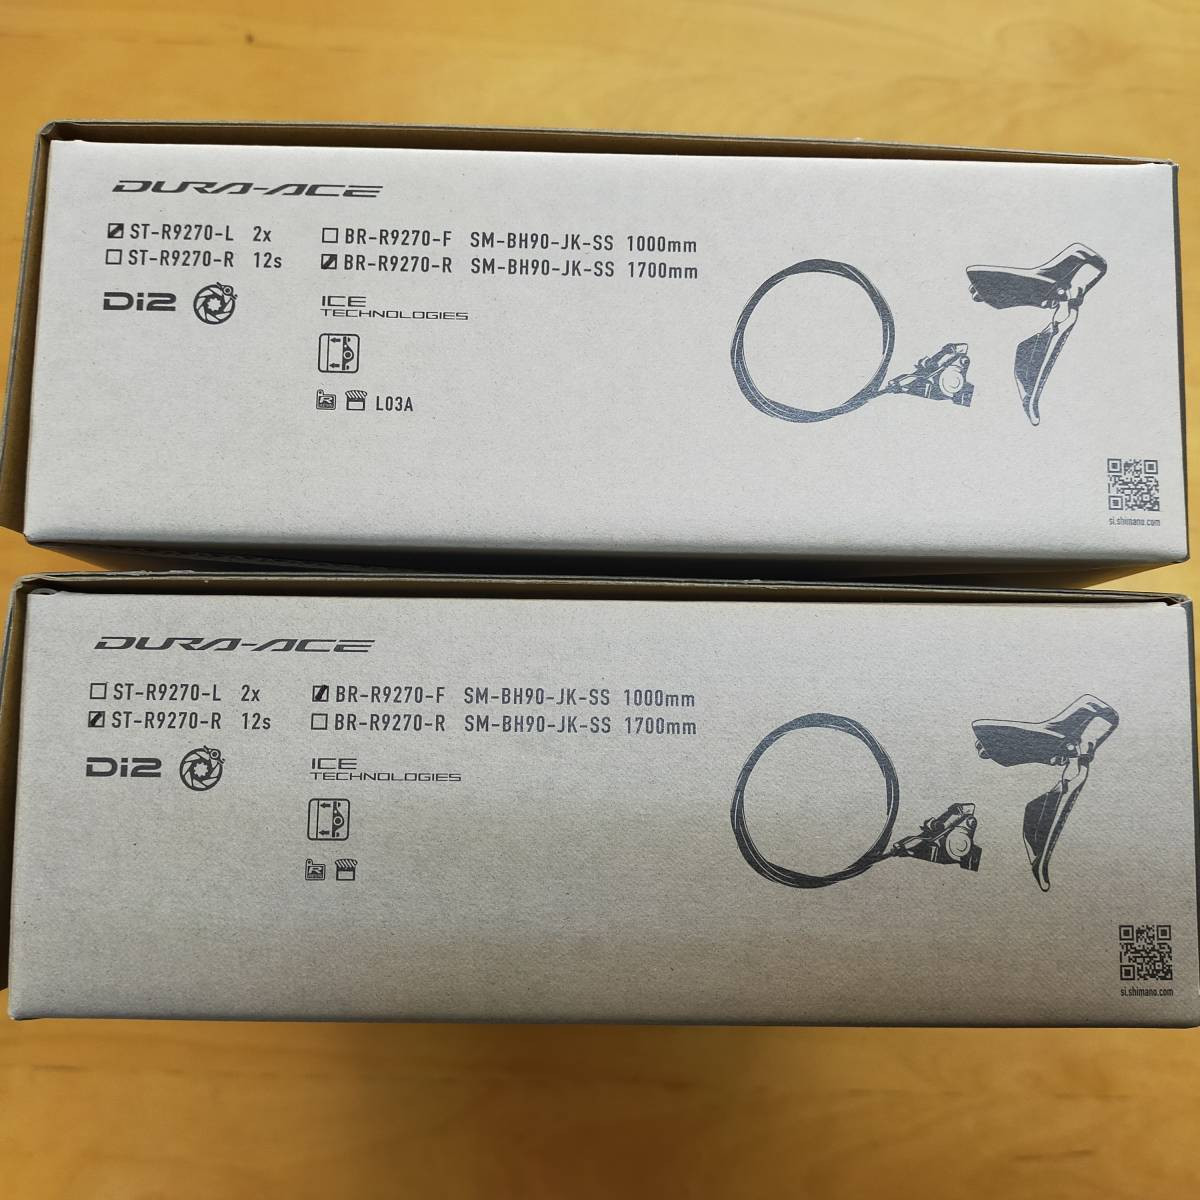 DURA-ACE
ST-R9270-L 2x
ST-R9270-R 12s
BR-R9270-F SM-BH90-JK-SS 1000mm
BR-R9270-R SM-BH90-JK-SS 1700mm
Di2
ICE
TECHNOLOGIES
R
L03A
si.shimano.com
DURA-ACE
ST-R9270-L 2x
ST-R9270-R 12s
BR-R9270-F SM-BH90-JK-SS 1000mm
BR-R9270-R SM-BH90-JK-SS 1700mm
Di2
ICE
TECHNOLOGIES
R
si.shimano.com